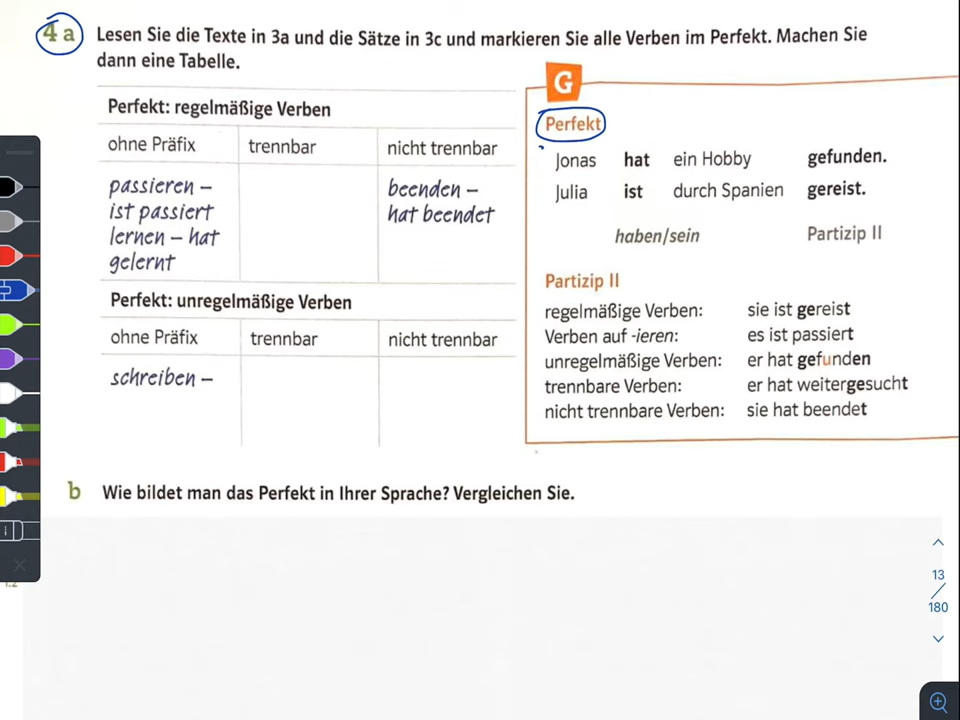 4 a Lesen Sie die Texte in 3a und die Sätze in 3c und markieren Sie alle Verben im Perfekt. Machen Sie
dann eine Tabelle.
Perfekt: regelmäßige Verben
ohne Präfix trennbar nicht trennbar
passieren –
ist passiert
lernen – hat
gelernt
beenden –
hat beendet
Perfekt: unregelmäßige Verben
ohne Präfix trennbar nicht trennbar
schreiben –
G
Perfekt
Jonas hat ein Hobby gefunden.
Julia ist durch Spanien gereist.
haben/sein Partizip II
Partizip II
regelmäßige Verben: sie ist gereist
Verben auf -ieren: es ist passiert
unregelmäßige Verben: er hat gefunden
trennbare Verben: er hat weitergesucht
nicht trennbare Verben: sie hat beendet
b Wie bildet man das Perfekt in Ihrer Sprache? Vergleichen Sie.
13
/
180